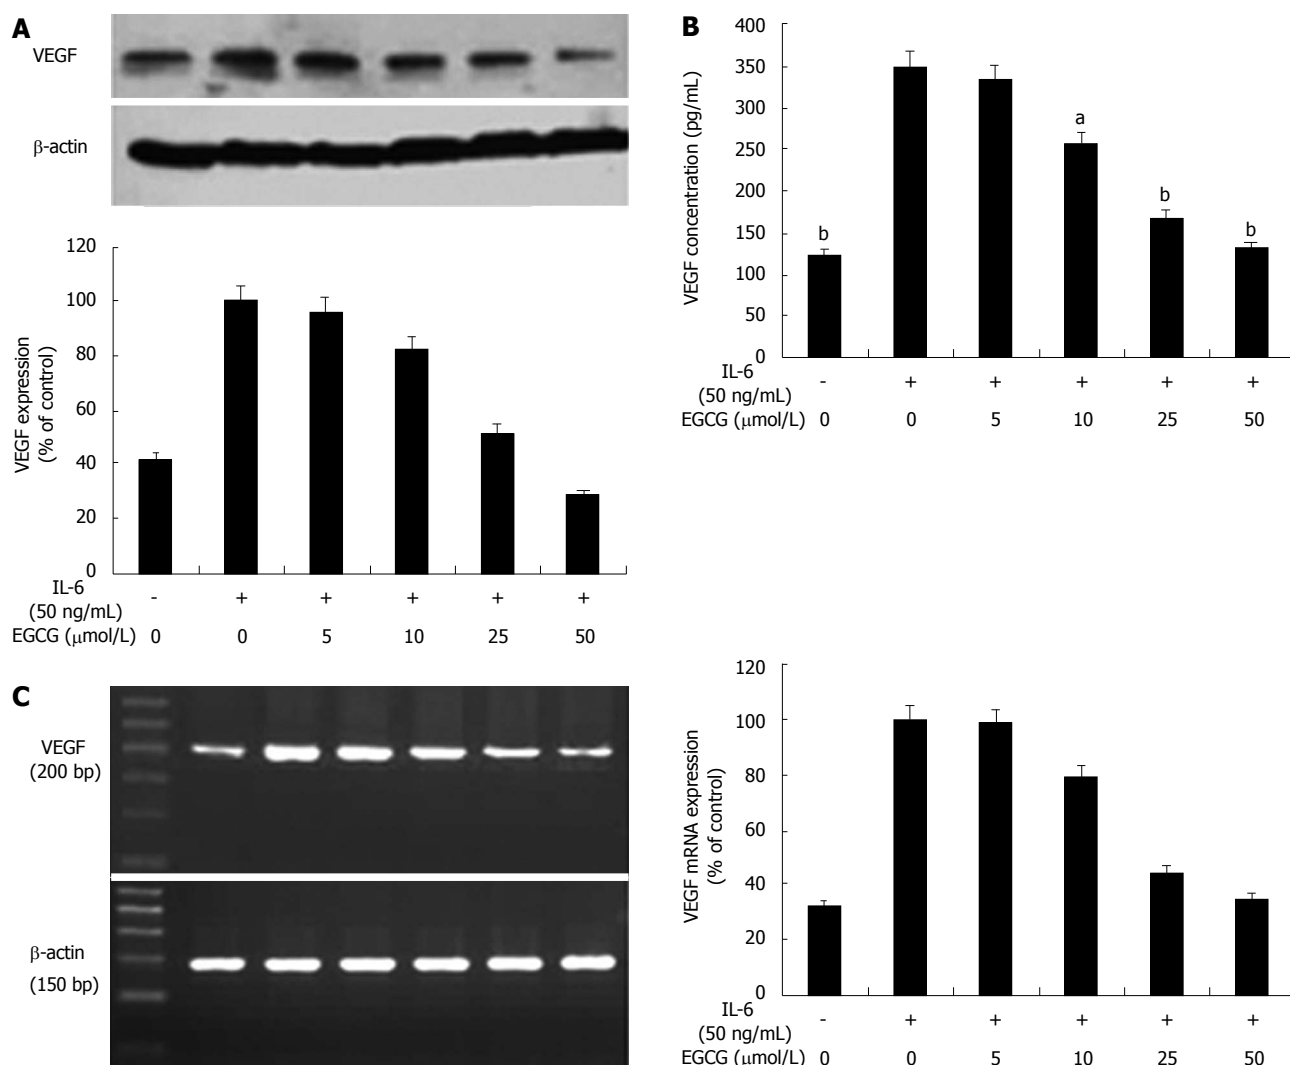 A
VEGF
β-actin
120
100
80
60
40
20
0
VEGF expression
(% of control)
IL-6
(50 ng/mL)
- + + + + +
EGCG (μmol/L) 0 0 5 10 25 50
B
400
350
300
250
200
150
100
50
0
VEGF concentration (pg/mL)
b a b b
IL-6
(50 ng/mL)
- + + + + +
EGCG (μmol/L) 0 0 5 10 25 50
C
VEGF
(200 bp)
β-actin
(150 bp)
120
100
80
60
40
20
0
VEGF mRNA expression
(% of control)
IL-6
(50 ng/mL)
- + + + + +
EGCG (μmol/L) 0 0 5 10 25 50